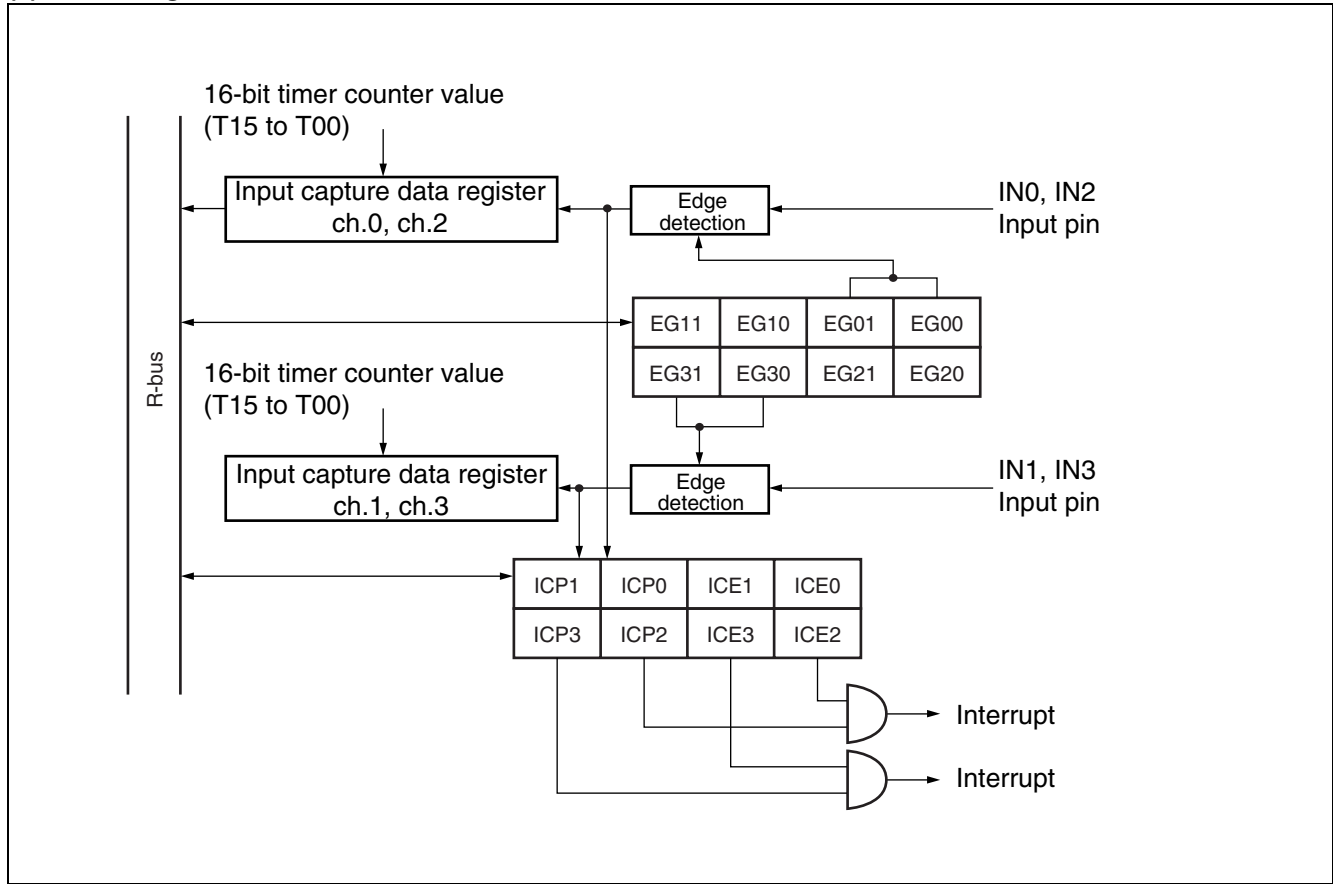 16-bit timer counter value
(T15 to T00)
Input capture data register
ch.0, ch.2
Edge
detection
IN0, IN2
Input pin
EG11 EG10 EG01 EG00
EG31 EG30 EG21 EG20
R-bus
16-bit timer counter value
(T15 to T00)
Input capture data register
ch.1, ch.3
Edge
detection
IN1, IN3
Input pin
ICP1 ICP0 ICE1 ICE0
ICP3 ICP2 ICE3 ICE2
Interrupt
Interrupt